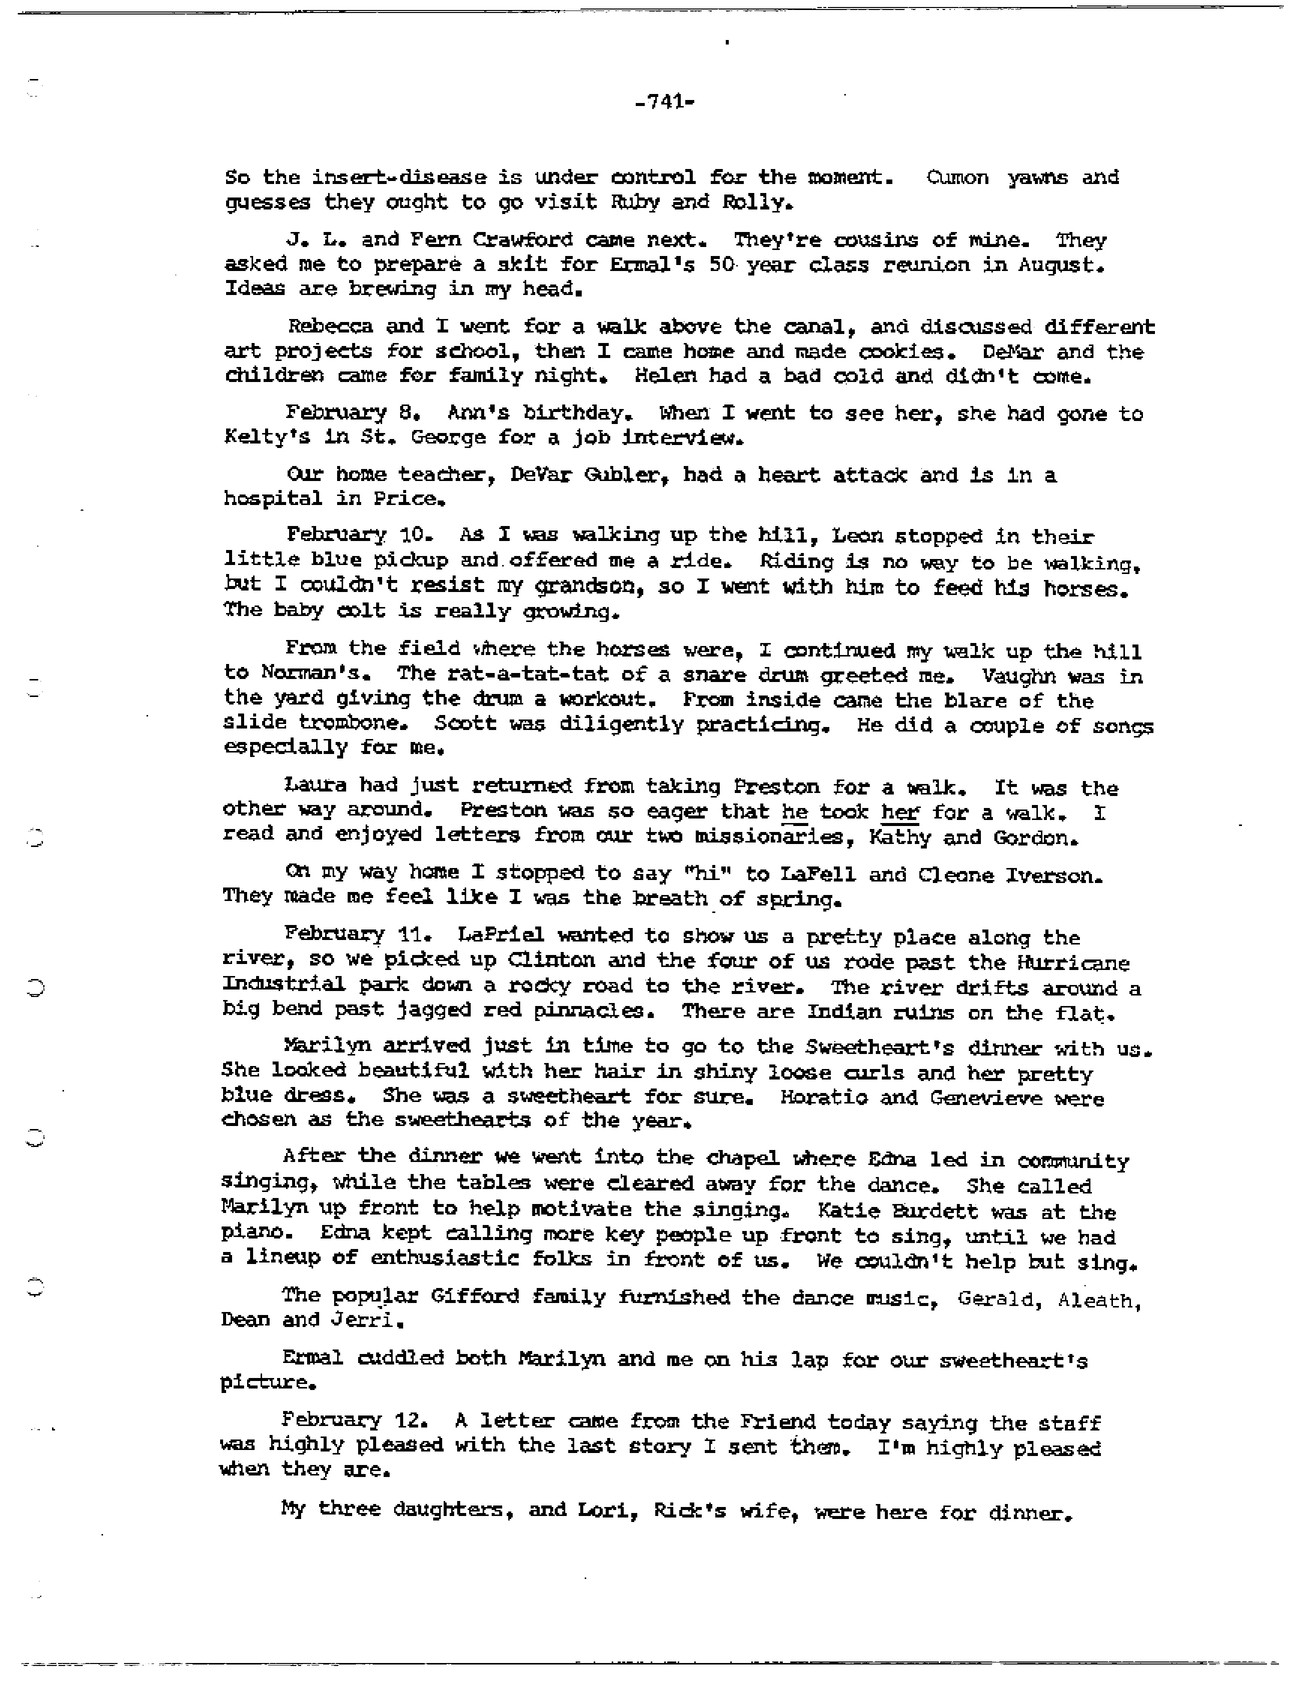 -741-
So the insert-disease is under control for the moment. Cumon yawns and
guesses they ought to go visit Ruby and Rolly.
J. L. and Fern Crawford came next. They're cousins of mine. They
asked me to prepare a skit for Ermal's 50 year class reunion in August.
Ideas are brewing in my head.
Rebecca and I went for a walk above the canal, and discussed different
art projects for school, then I came home and made cookies. DeMar and the
children came for family night. Helen had a bad cold and didn't come.
February 8. Ann's birthday. When I went to see her, she had gone to
Kelty's in St. George for a job interview.
Our home teacher, DeVar Gubler, had a heart attack and is in a
hospital in Price.
February 10. As I was walking up the hill, Leon stopped in their
little blue pickup and offered me a ride. Riding is no way to be walking,
but I couldn't resist my grandson, so I went with him to feed his horses.
The baby colt is really growing.
From the field where the horses were, I continued my walk up the hill
to Norman's. The rat-a-tat-tat of a snare drum greeted me. Vaughn was in
the yard giving the drum a workout. From inside came the blare of the
slide trombone. Scott was diligently practicing. He did a couple of songs
especially for me.
Laura had just returned from taking Preston for a walk. It was the
other way around. Preston was so eager that he took her for a walk. I
read and enjoyed letters from our two missionaries, Kathy and Gordon.
On my way home I stopped to say "hi" to LaFell and Cleone Iverson.
They made me feel like I was the breath of spring.
February 11. LaPriel wanted to show us a pretty place along the
river, so we picked up Clinton and the four of us rode past the Hurricane
Industrial park down a rocky road to the river. The river drifts around a
big bend past jagged red pinnacles. There are Indian ruins on the flat.
Marilyn arrived just in time to go to the Sweetheart's dinner with us.
She looked beautiful with her hair in shiny loose curls and her pretty
blue dress. She was a sweetheart for sure. Horatio and Genevieve were
chosen as the sweethearts of the year.
After the dinner we went into the chapel where Edna led in community
singing, while the tables were cleared away for the dance. She called
Marilyn up front to help motivate the singing. Katie Burdett was at the
piano. Edna kept calling more key people up front to sing, until we had
a lineup of enthusiastic folks in front of us. We couldn't help but sing.
The popular Gifford family furnished the dance music, Gerald, Aleath,
Dean and Jerri.
Ermal cuddled both Marilyn and me on his lap for our sweetheart's
picture.
February 12. A letter came from the Friend today saying the staff
was highly pleased with the last story I sent them. I'm highly pleased
when they are.
My three daughters, and Lori, Rick's wife, were here for dinner.